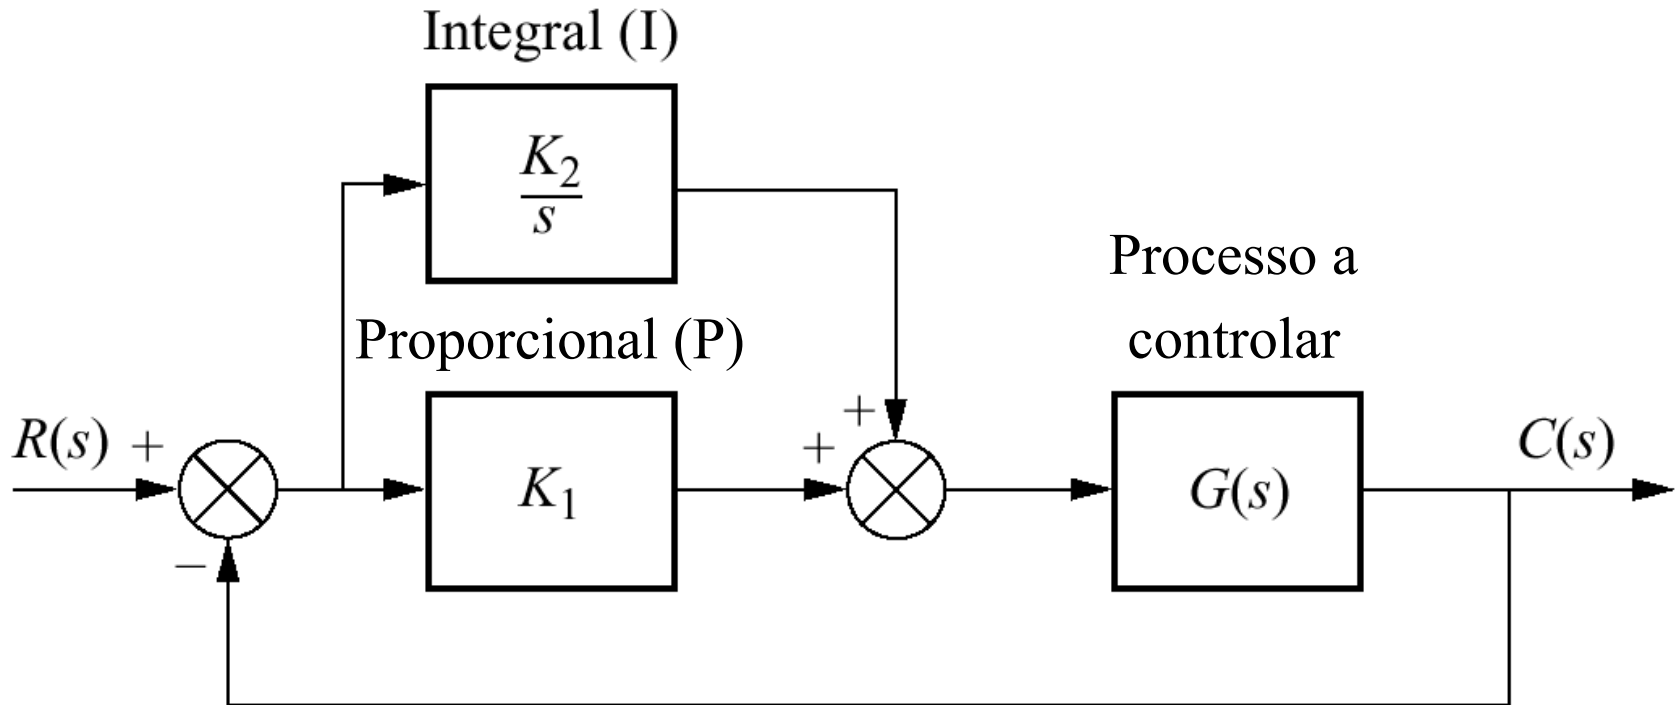 Integral (I)
K₂
s
Proporcional (P)
Processo a
controlar
R(s) +
K₁
+
+
G(s)
C(s)
−